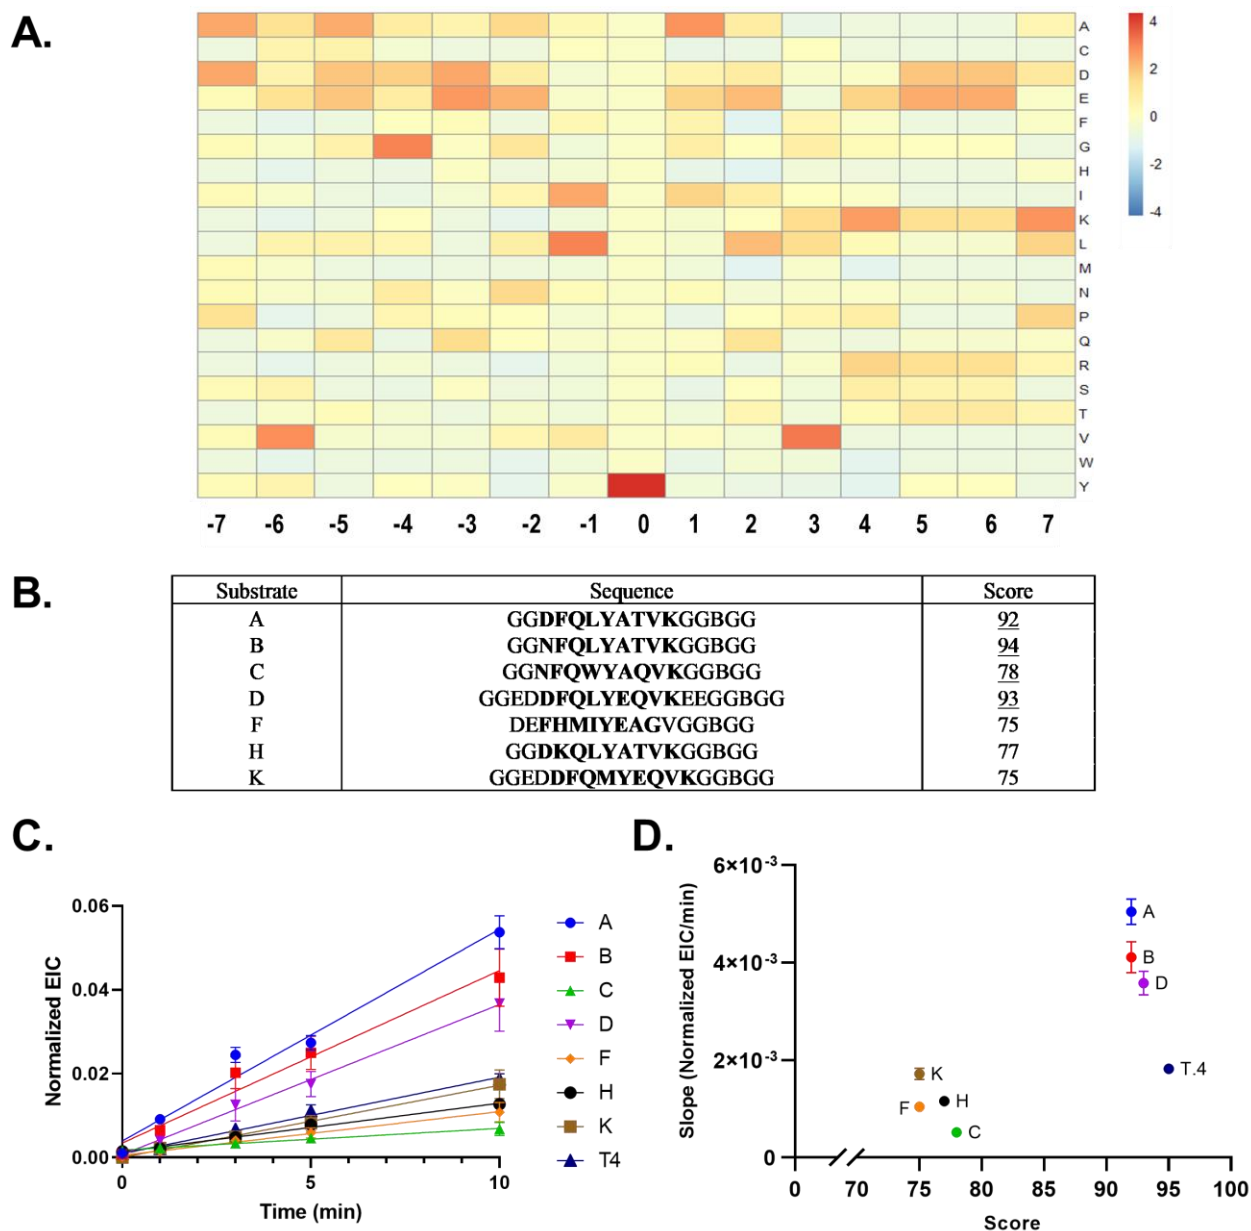 A.
A
C
D
E
F
G
H
I
K
L
M
N
P
Q
R
S
T
V
W
Y
4
2
0
-2
-4
-7 -6 -5 -4 -3 -2 -1 0 1 2 3 4 5 6 7
B.
Substrate Sequence Score
A GGDFQLYATVKGGBGG 92
B GGNFQLYATVKGGBGG 94
C GGNFQWYAQVKGGBGG 78
D GGEDDFQLYEQVKEEGGBGG 93
F DEFHMIYEAGVGGBGG 75
H GGDKQLYATVKGGBGG 77
K GGEDDFQMYEQVKGGBGG 75
C.
Normalized EIC
0.06
0.04
0.02
0.00
0 5 10
Time (min)
A
B
C
D
F
H
K
T4
D.
Slope (Normalized EIC/min)
6×10⁻³
4×10⁻³
2×10⁻³
0
A
B
D
K
T.4
F
H
C
0 70 75 80 85 90 95 100
Score